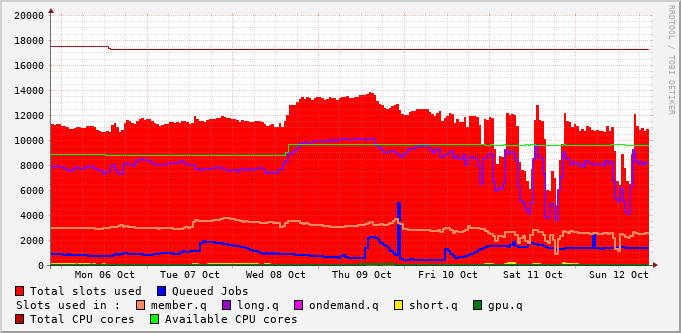 RRDTOOL / TOBI OETIKER
20000
18000
16000
14000
12000
10000
8000
6000
4000
2000
0
Mon 06 Oct Tue 07 Oct Wed 08 Oct Thu 09 Oct Fri 10 Oct Sat 11 Oct Sun 12 Oct
Total slots used Queued Jobs
Slots used in : member.q long.q ondemand.q short.q gpu.q
Total CPU cores Available CPU cores